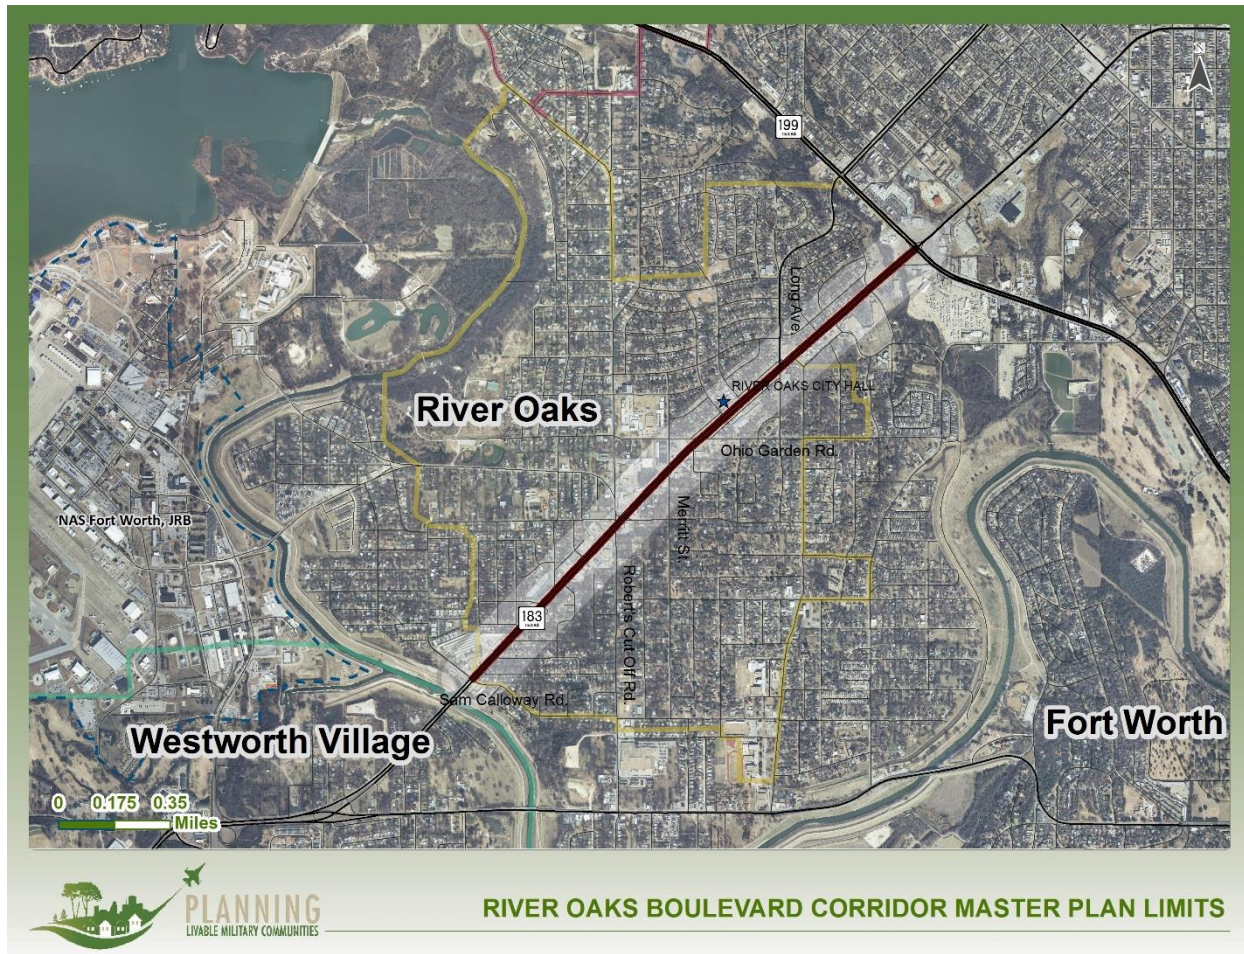 N
199
Long Ave.
RIVER OAKS CITY HALL
River Oaks
Ohio Garden Rd.
NAS Fort Worth, JRB
Merritt St.
Roberts Cut Off Rd.
183
Sam Calloway Rd.
Westworth Village
Fort Worth
0 0.175 0.35
Miles
PLANNING
LIVABLE MILITARY COMMUNITIES
RIVER OAKS BOULEVARD CORRIDOR MASTER PLAN LIMITS